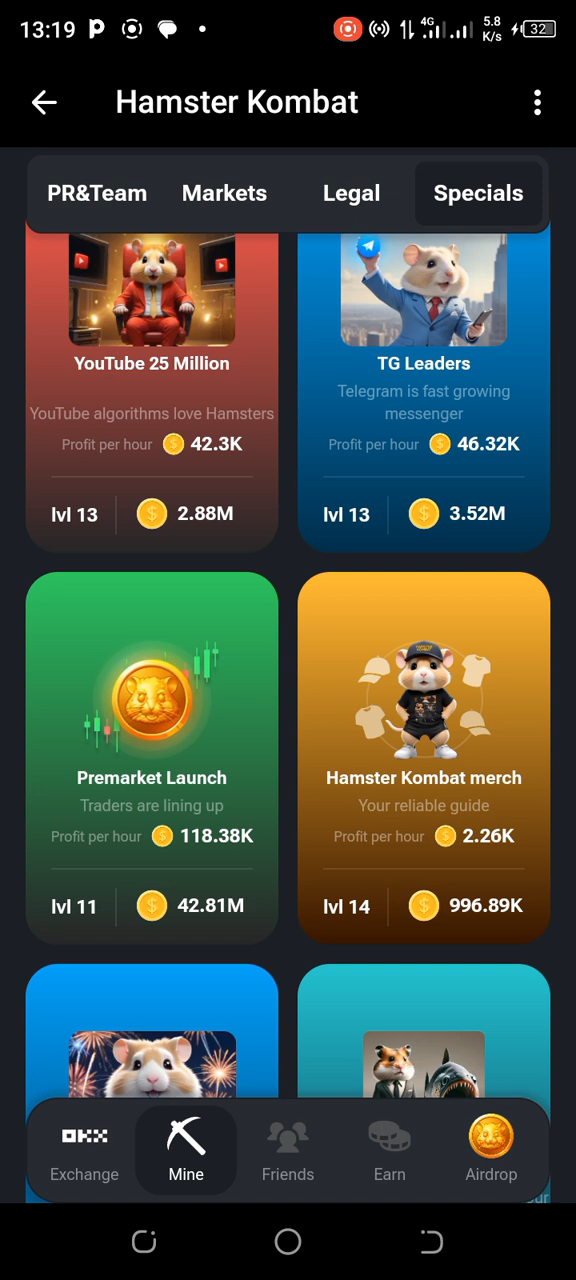 13:19
4G
5.8
K/s
32
Hamster Kombat
PR&Team Markets Legal Specials
YouTube 25 Million
YouTube algorithms love Hamsters
Profit per hour 42.3K
lvl 13 2.88M
TG Leaders
Telegram is fast growing
messenger
Profit per hour 46.32K
lvl 13 3.52M
Premarket Launch
Traders are lining up
Profit per hour 118.38K
lvl 11 42.81M
Hamster Kombat merch
Your reliable guide
Profit per hour 2.26K
lvl 14 996.89K
Exchange Mine Friends Earn Airdrop